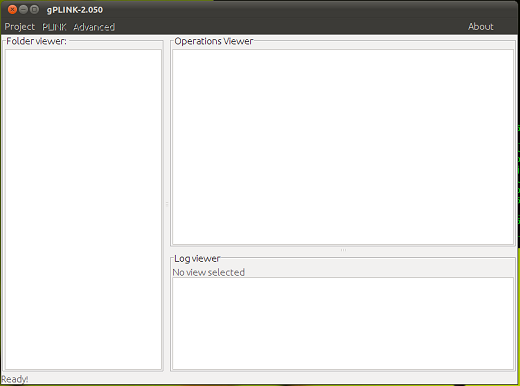 gPLINK-2.050
Project PLINK Advanced About
Folder viewer:
Operations Viewer
Log viewer
No view selected
Ready!